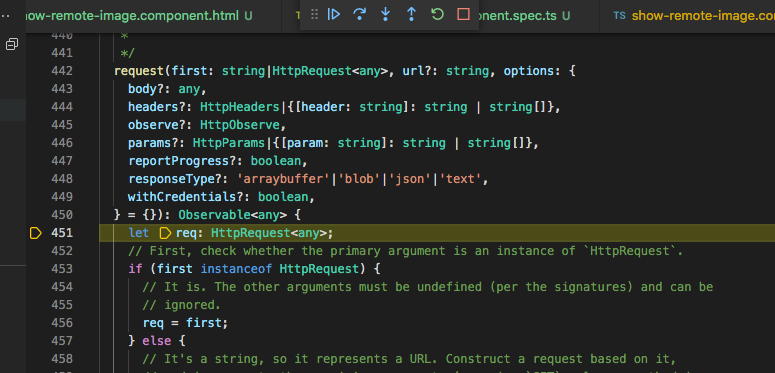 ow-remote-image.component.html U
nent.spec.ts U
TS show-remote-image.co
440 *
441 */
442 request(first: string|HttpRequest<any>, url?: string, options: {
443 body?: any,
444 headers?: HttpHeaders|{[header: string]: string | string[]},
445 observe?: HttpObserve,
446 params?: HttpParams|{[param: string]: string | string[]},
447 reportProgress?: boolean,
448 responseType?: 'arraybuffer'|'blob'|'json'|'text',
449 withCredentials?: boolean,
450 } = {}): Observable<any> {
451 let req: HttpRequest<any>;
452 // First, check whether the primary argument is an instance of `HttpRequest`.
453 if (first instanceof HttpRequest) {
454 // It is. The other arguments must be undefined (per the signatures) and can be
455 // ignored.
456 req = first;
457 } else {
458 // It's a string, so it represents a URL. Construct a request based on it,